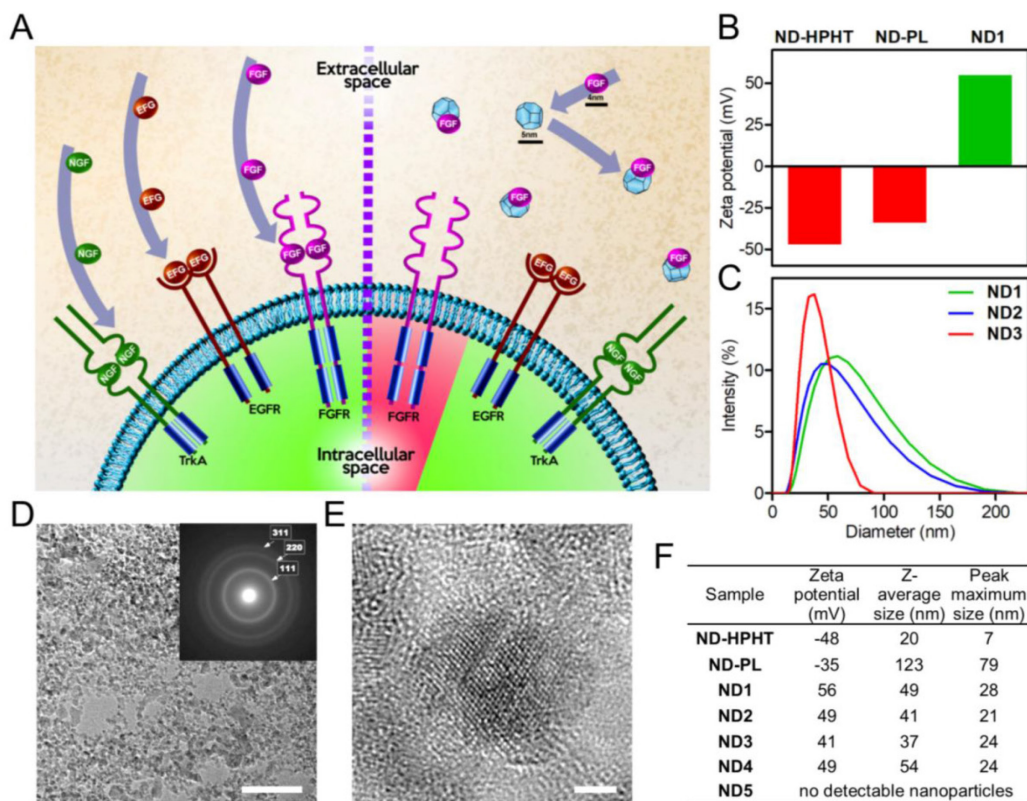 A
Extracellular
space
FGF
EFG
NGF
FGF
4nm
FGF
5nm
EFG
FGF
FGF
NGF
FGF
FGF
FGF
EFG
EFG
FGF
FGF
EFG
EFG
NGF
NGF
NGF
NGF
TrkA
EGFR
FGFR
FGFR
EGFR
TrkA
Intracellular
space
B
ND-HPHT ND-PL ND1
Zeta potential (mV)
50
0
-25
-50
C
Intensity (%)
15
10
5
0
ND1
ND2
ND3
0 50 100 150 200
Diameter (nm)
D
311
220
111
E
F
Sample Zeta potential (mV) Z-average size (nm) Peak maximum size (nm)
ND-HPHT -48 20 7
ND-PL -35 123 79
ND1 56 49 28
ND2 49 41 21
ND3 41 37 24
ND4 49 54 24
ND5 no detectable nanoparticles